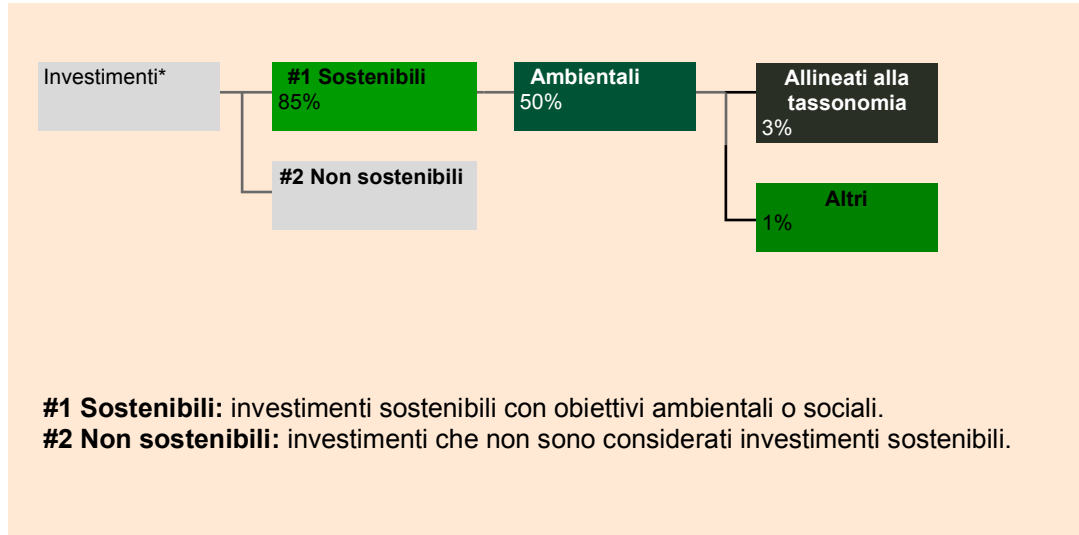 Investimenti*
#1 Sostenibili
85%
Ambientali
50%
Allineati alla
tassonomia
3%
#2 Non sostenibili
Altri
1%
#1 Sostenibili: investimenti sostenibili con obiettivi ambientali o sociali.
#2 Non sostenibili: investimenti che non sono considerati investimenti sostenibili.